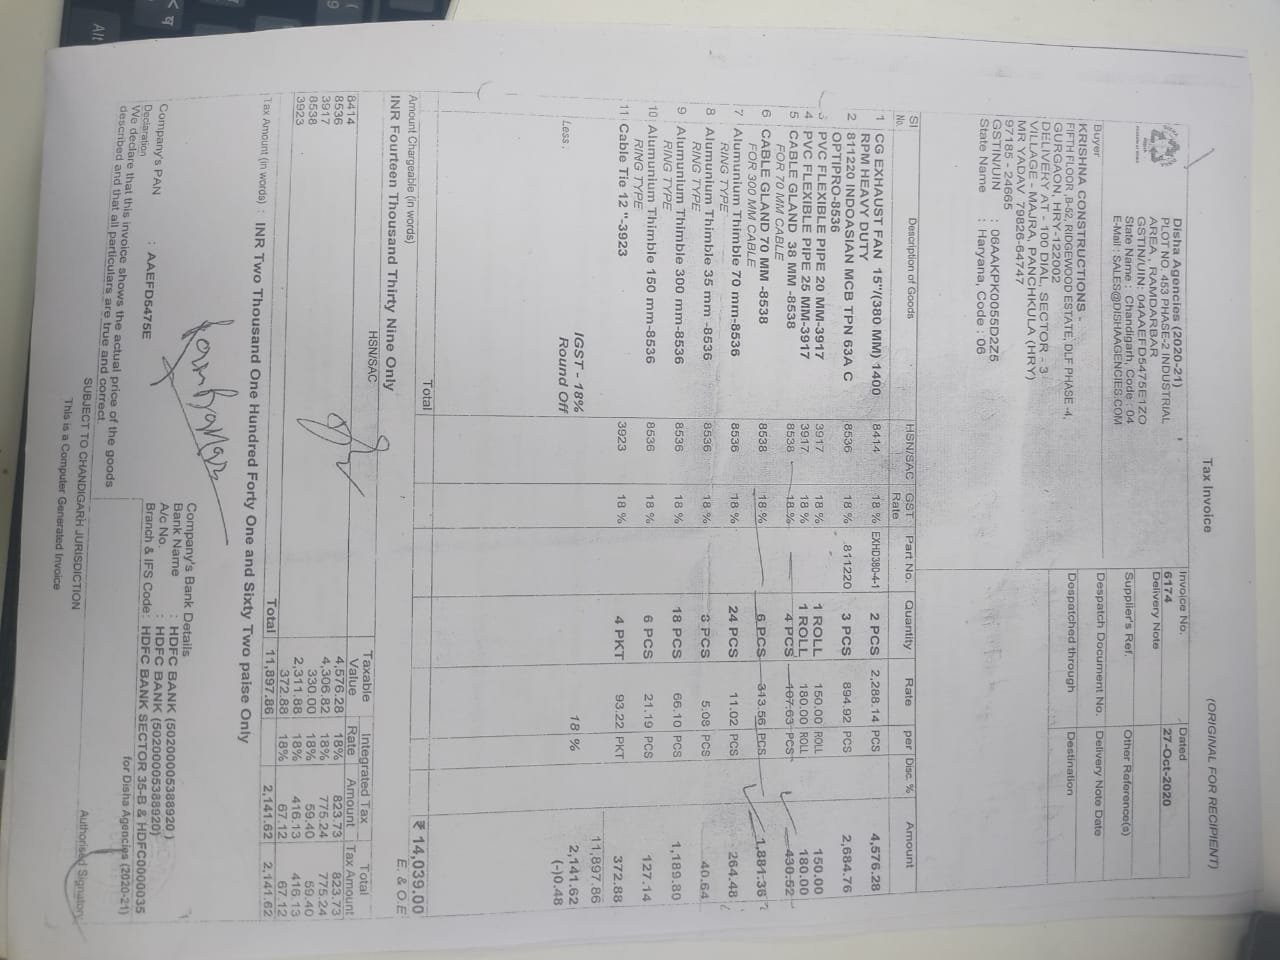 Tax Invoice
(ORIGINAL FOR RECIPIENT)
Disha Agencies (2020-21)
PLOT NO. 453 PHASE-2 INDUSTRIAL
AREA , RAMDARBAR
GSTIN/UIN: 04AAEFD5475E1ZO
State Name : Chandigarh, Code : 04
E-Mail : SALES@DISHAAGENCIES.COM
Invoice No.
6174
Dated
27-Oct-2020
Delivery Note
Supplier's Ref.
Other Reference(s)
Despatch Document No.
Delivery Note Date
Despatched through
Destination
Buyer
KRISHNA CONSTRUCTIONS -
FIFTH FLOOR ,B-52, RIDGEWOOD ESTATE, DLF PHASE -4,
GURGAON, HRY-122002
DELIVERY AT - 100 DIAL, SECTOR - 3
VILLAGE - MAJRA, PANCHKULA (HRY)
MR YADAV 79826-64747
97185 - 24665
GSTIN/UIN : 06AAKPK0055D2Z5
State Name : Haryana, Code : 06
Sl No. Description of Goods HSN/SAC GST Rate Part No. Quantity Rate per Disc. % Amount
1 CG EXHAUST FAN 15"/(380 MM) 1400 8414 18 % EXHD380-4-1 2 PCS 2,288.14 PCS 4,576.28
RPM HEAVY DUTY
2 811220 INDOASIAN MCB TPN 63A C 8536 18 % 811220 3 PCS 894.92 PCS 2,684.76
OPTIPRO-8536
3 PVC FLEXIBLE PIPE 20 MM-3917 3917 18 % 1 ROLL 150.00 ROLL 150.00
4 PVC FLEXIBLE PIPE 25 MM-3917 3917 18 % 1 ROLL 180.00 ROLL 180.00
5 CABLE GLAND 38 MM -8538 8538 18 % 4 PCS 107.63 PCS 430.52
FOR 70 MM CABLE
6 CABLE GLAND 70 MM -8538 8538 18 % 6 PCS 313.56 PCS 1,881.36
FOR 300 MM CABLE
7 Alumunium Thimble 70 mm-8536 8536 18 % 24 PCS 11.02 PCS 264.48
RING TYPE
8 Alumunium Thimble 35 mm -8536 8536 18 % 8 PCS 5.08 PCS 40.64
RING TYPE
9 Alumunium Thimble 300 mm-8536 8536 18 % 18 PCS 66.10 PCS 1,189.80
RING TYPE
10 Alumunium Thimble 150 mm-8536 8536 18 % 6 PCS 21.19 PCS 127.14
RING TYPE
11 Cable Tie 12 "-3923 3923 18 % 4 PKT 93.22 PKT 372.88
11,897.86
IGST - 18% 18 % 2,141.62
Less : Round Off (-)0.48
Total ₹ 14,039.00
Amount Chargeable (in words) E. & O.E
INR Fourteen Thousand Thirty Nine Only
HSN/SAC Taxable Value Integrated Tax Rate Amount Total Tax Amount
8414 4,576.28 18% 823.73 823.73
8536 4,306.82 18% 775.24 775.24
3917 330.00 18% 59.40 59.40
8538 2,311.88 18% 416.13 416.13
3923 372.88 18% 67.12 67.12
Total 11,897.86 2,141.62 2,141.62
Tax Amount (in words) : INR Two Thousand One Hundred Forty One and Sixty Two paise Only
Company's Bank Details
Bank Name : HDFC BANK (50200005388920 )
A/c No. : HDFC BANK (50200005388920)
Branch & IFS Code: HDFC BANK SECTOR 35-B & HDFC0000035
Company's PAN : AAEFD5475E
Declaration
We declare that this invoice shows the actual price of the goods
described and that all particulars are true and correct.
for Disha Agencies (2020-21)
Authorised Signatory
SUBJECT TO CHANDIGARH JURISDICTION
This is a Computer Generated Invoice
Alt